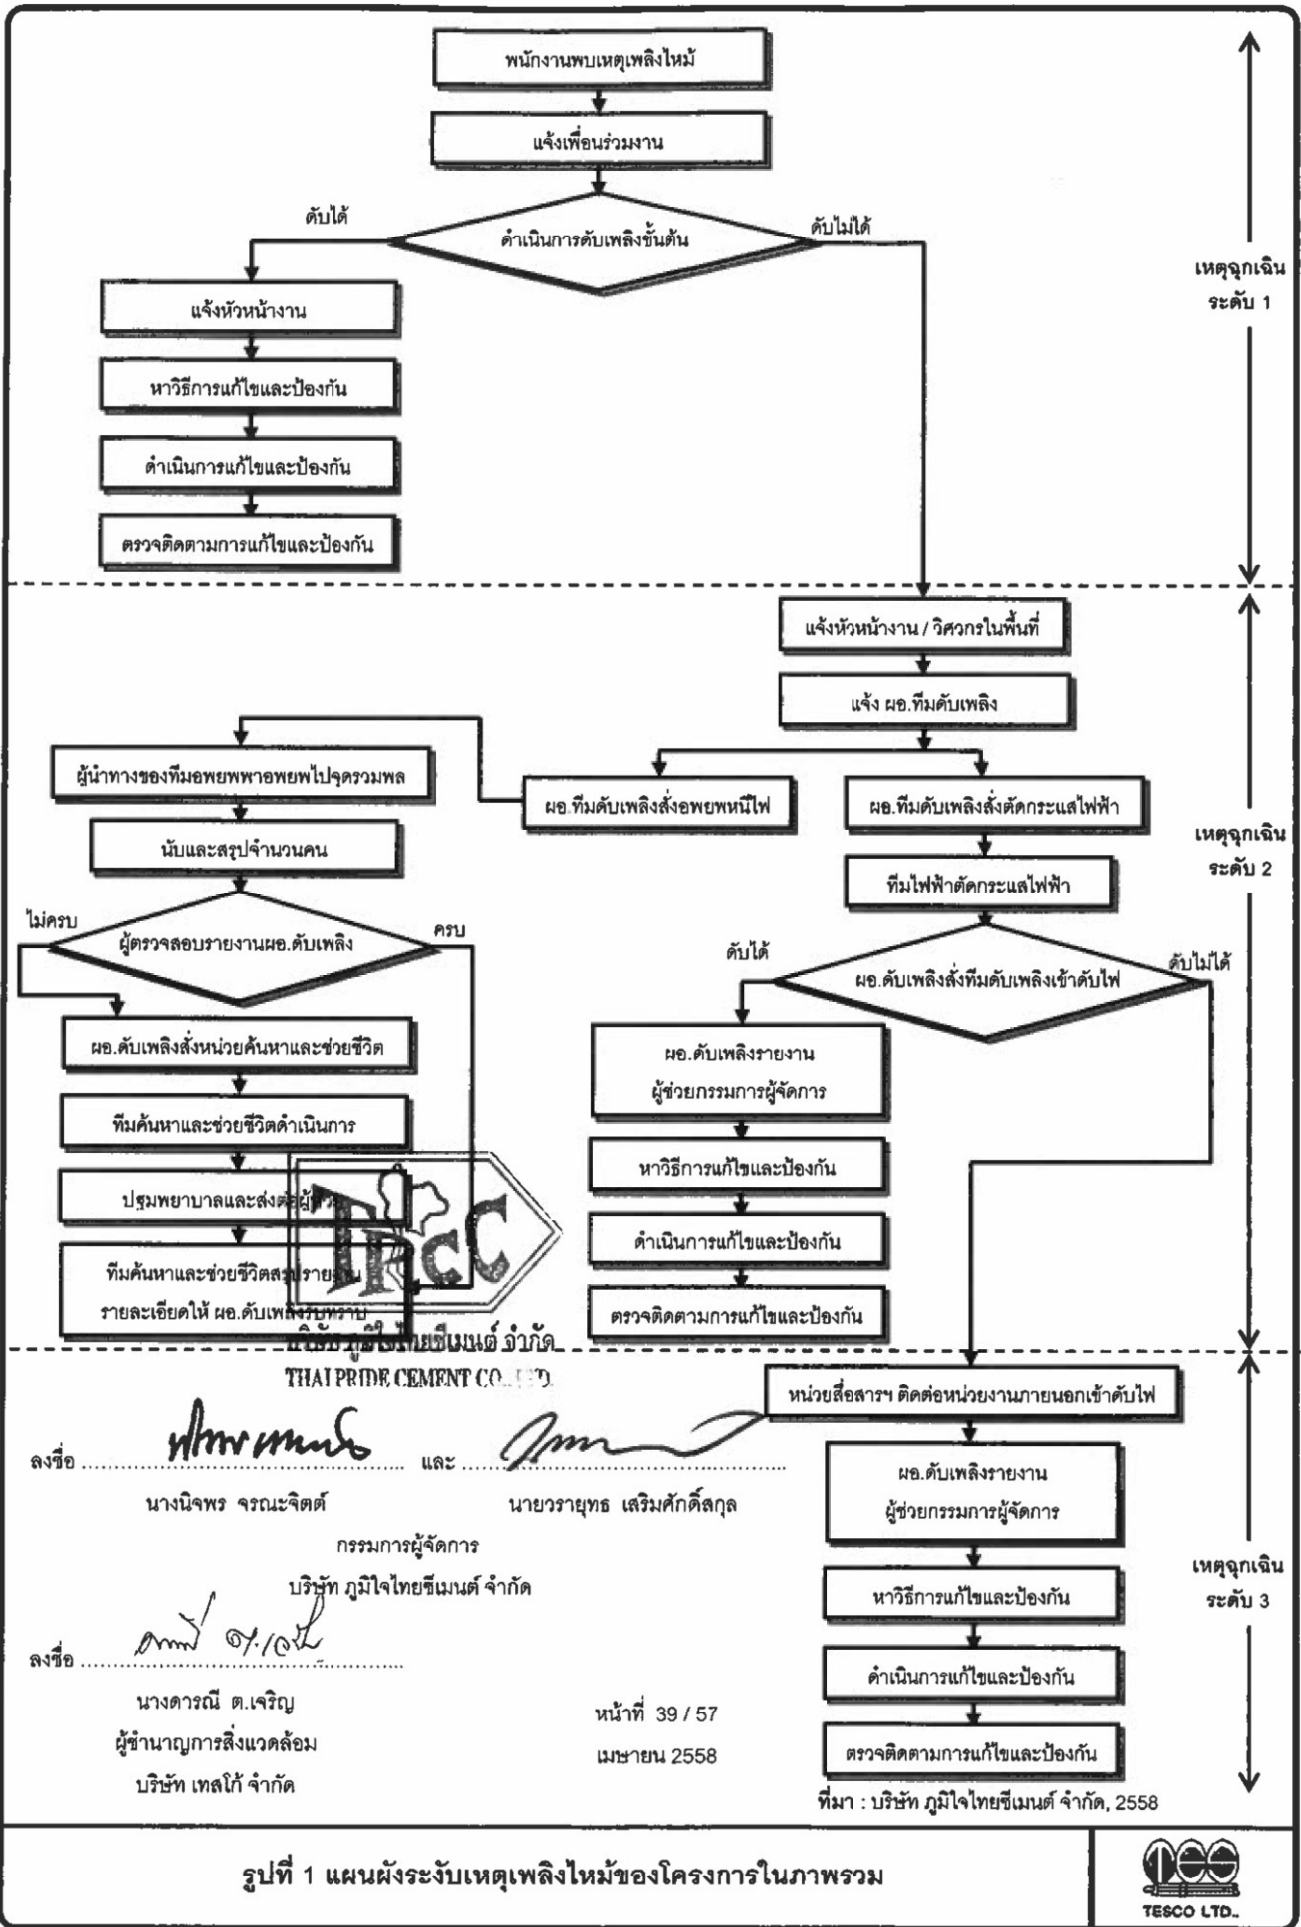 พนักงานพบเหตุเพลิงไหม้
แจ้งเพื่อนร่วมงาน
ดำเนินการดับเพลิงขั้นต้น
ดับได้
ดับไม่ได้
แจ้งหัวหน้างาน
หาวิธีการแก้ไขและป้องกัน
ดำเนินการแก้ไขและป้องกัน
ตรวจติดตามการแก้ไขและป้องกัน
เหตุฉุกเฉิน
ระดับ 1
แจ้งหัวหน้างาน / วิศวกรในพื้นที่
แจ้ง ผอ.ทีมดับเพลิง
ผู้นำทางของทีมอพยพพาอพยพไปจุดรวมพล
ผอ.ทีมดับเพลิงสั่งอพยพหนีไฟ
ผอ.ทีมดับเพลิงสั่งตัดกระแสไฟฟ้า
นับและสรุปจำนวนคน
ทีมไฟฟ้าตัดกระแสไฟฟ้า
เหตุฉุกเฉิน
ระดับ 2
ไม่ครบ
ผู้ตรวจสอบรายงานผอ.ดับเพลิง
ครบ
ดับได้
ผอ.ดับเพลิงสั่งทีมดับเพลิงเข้าดับไฟ
ดับไม่ได้
ผอ.ดับเพลิงสั่งหน่วยค้นหาและช่วยชีวิต
ทีมค้นหาและช่วยชีวิตดำเนินการ
ปฐมพยาบาลและส่งต่อผู้ป่วย
ทีมค้นหาและช่วยชีวิตสรุปรายงาน
รายละเอียดให้ ผอ.ดับเพลิงรับทราบ
ผอ.ดับเพลิงรายงาน
ผู้ช่วยกรรมการผู้จัดการ
หาวิธีการแก้ไขและป้องกัน
ดำเนินการแก้ไขและป้องกัน
ตรวจติดตามการแก้ไขและป้องกัน
TPCC
บริษัท ภูมิใจไทยซีเมนต์ จำกัด
THAI PRIDE CEMENT CO., LTD.
หน่วยสื่อสารฯ ติดต่อหน่วยงานภายนอกเข้าดับไฟ
ผอ.ดับเพลิงรายงาน
ผู้ช่วยกรรมการผู้จัดการ
หาวิธีการแก้ไขและป้องกัน
ดำเนินการแก้ไขและป้องกัน
ตรวจติดตามการแก้ไขและป้องกัน
เหตุฉุกเฉิน
ระดับ 3
ลงชื่อ ........ และ ........
นางนิจพร จรณะจิตต์ นายวรายุทธ เสริมศักดิ์สกุล
กรรมการผู้จัดการ
บริษัท ภูมิใจไทยซีเมนต์ จำกัด
ลงชื่อ ........
นางดารณี ต.เจริญ
ผู้ชำนาญการสิ่งแวดล้อม
บริษัท เทสโก้ จำกัด
หน้าที่ 39 / 57
เมษายน 2558
ที่มา : บริษัท ภูมิใจไทยซีเมนต์ จำกัด, 2558
รูปที่ 1 แผนผังระงับเหตุเพลิงไหม้ของโครงการในภาพรวม
TESCO LTD..